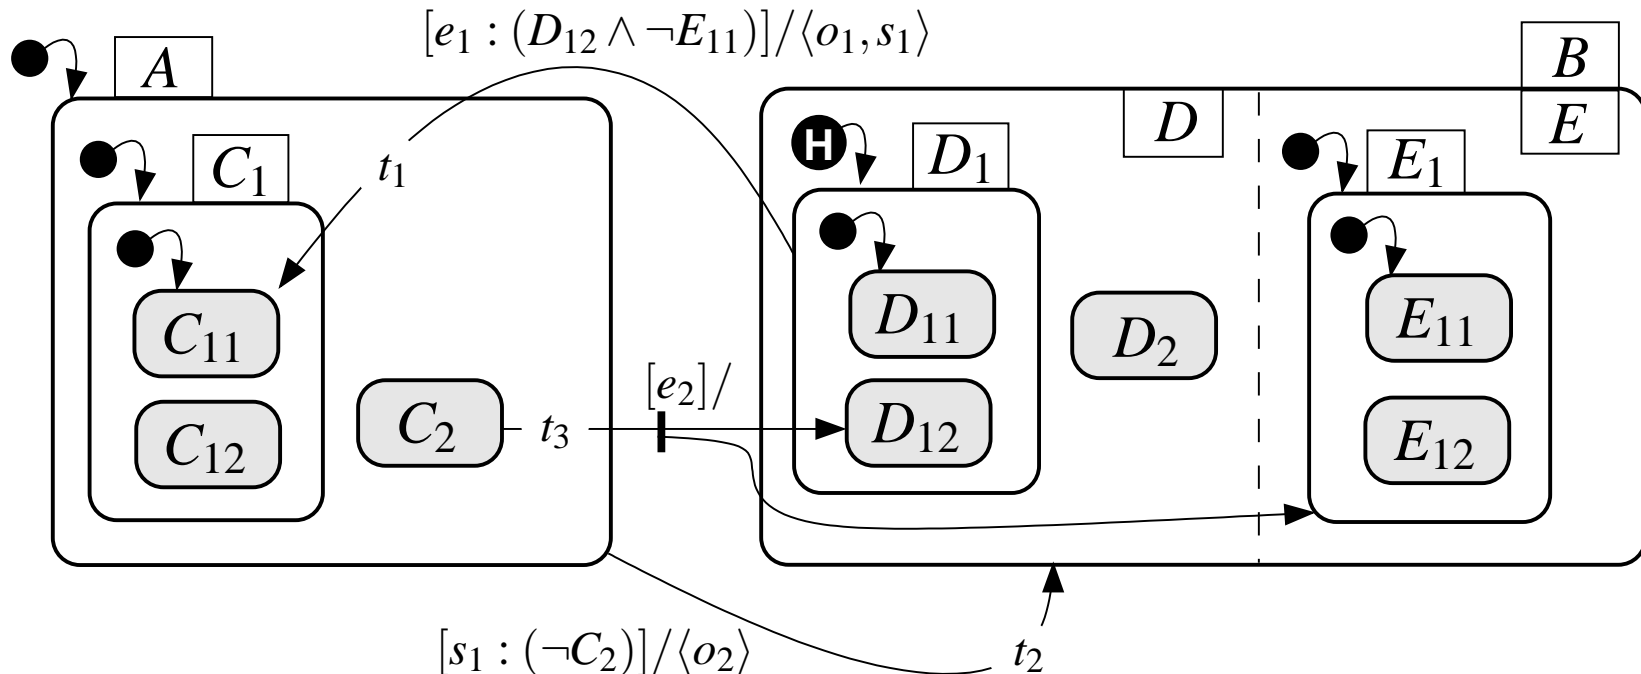 [e₁ : (D₁₂ ∧ ¬E₁₁)]/⟨o₁, s₁⟩
A
B
D
E
H
C₁
t₁
D₁
E₁
C₁₁
D₁₁
D₂
E₁₁
[e₂]/
C₁₂
C₂
t₃
D₁₂
E₁₂
[s₁ : (¬C₂)]/⟨o₂⟩
t₂